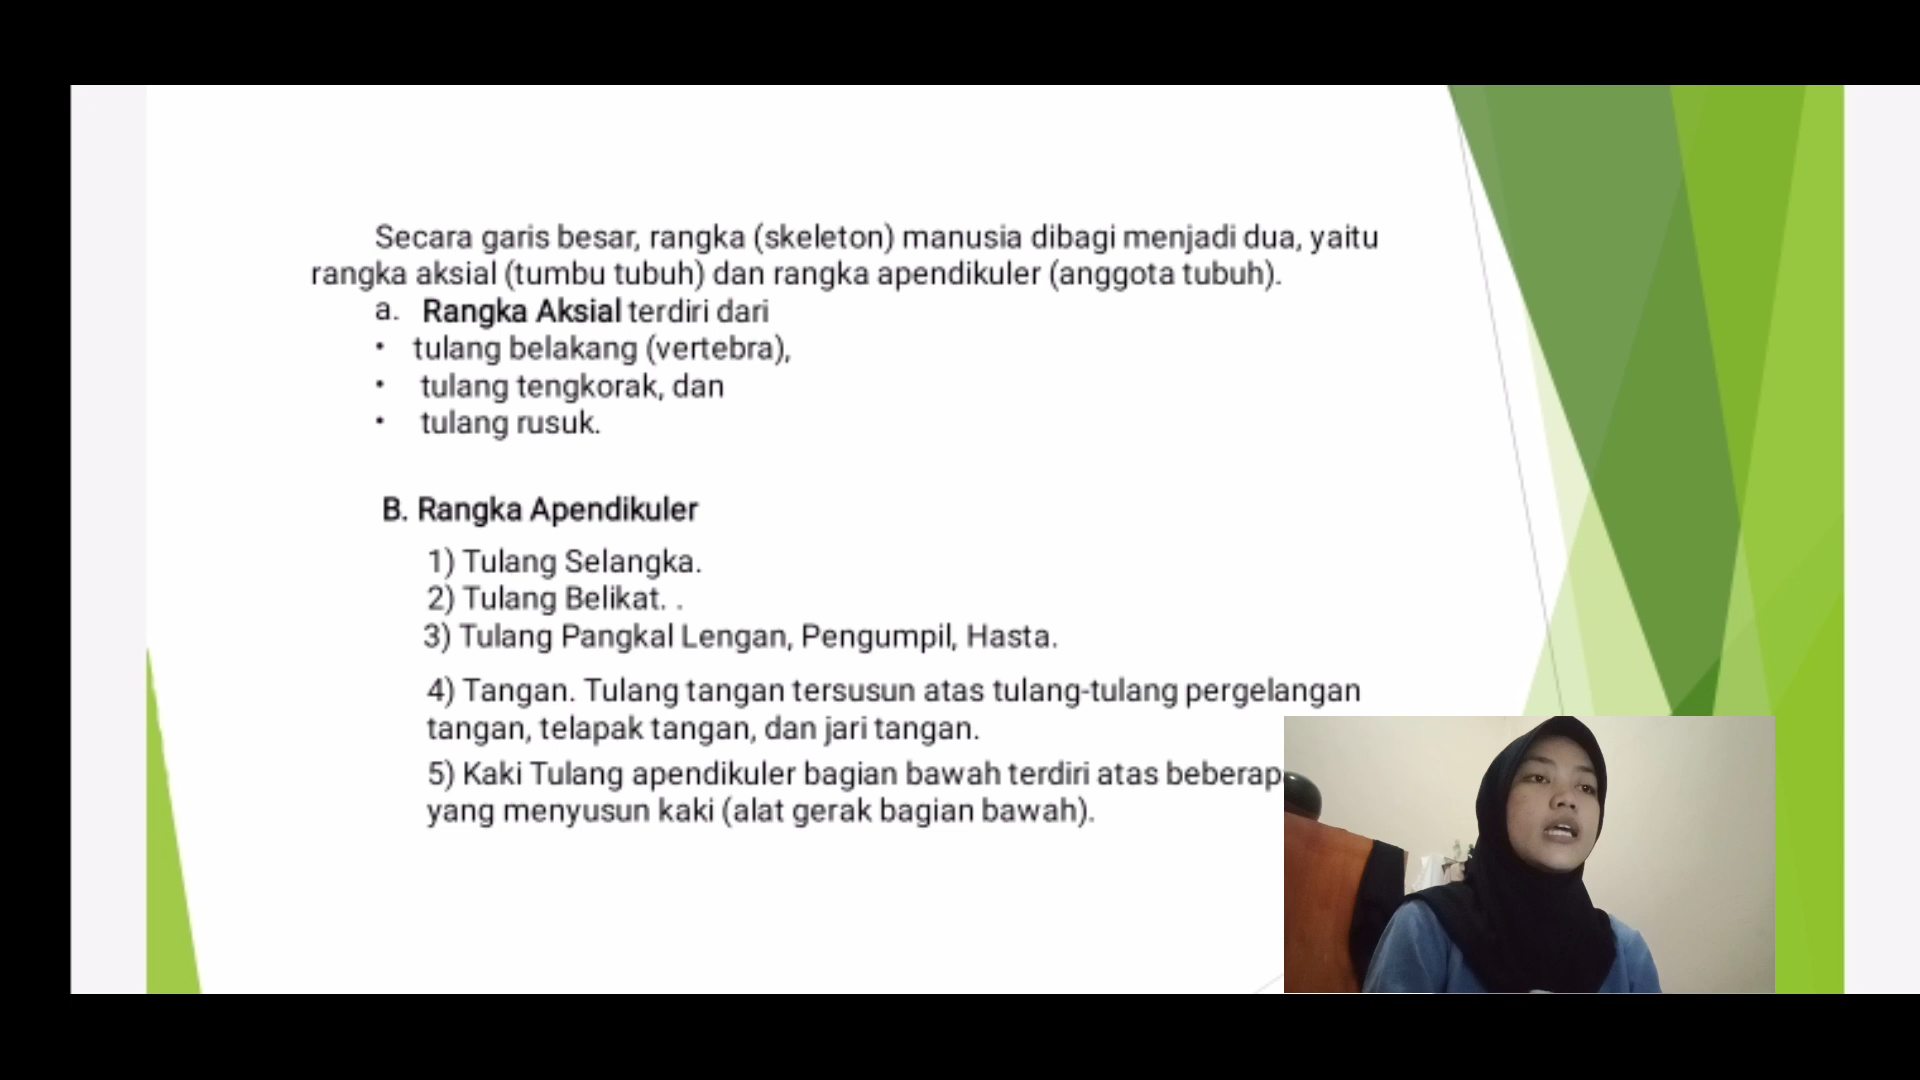 Secara garis besar, rangka (skeleton) manusia dibagi menjadi dua, yaitu
rangka aksial (tumbu tubuh) dan rangka apendikuler (anggota tubuh).
a. Rangka Aksial terdiri dari
• tulang belakang (vertebra),
• tulang tengkorak, dan
• tulang rusuk.
B. Rangka Apendikuler
1) Tulang Selangka.
2) Tulang Belikat. .
3) Tulang Pangkal Lengan, Pengumpil, Hasta.
4) Tangan. Tulang tangan tersusun atas tulang-tulang pergelangan
tangan, telapak tangan, dan jari tangan.
5) Kaki Tulang apendikuler bagian bawah terdiri atas beberap
yang menyusun kaki (alat gerak bagian bawah).